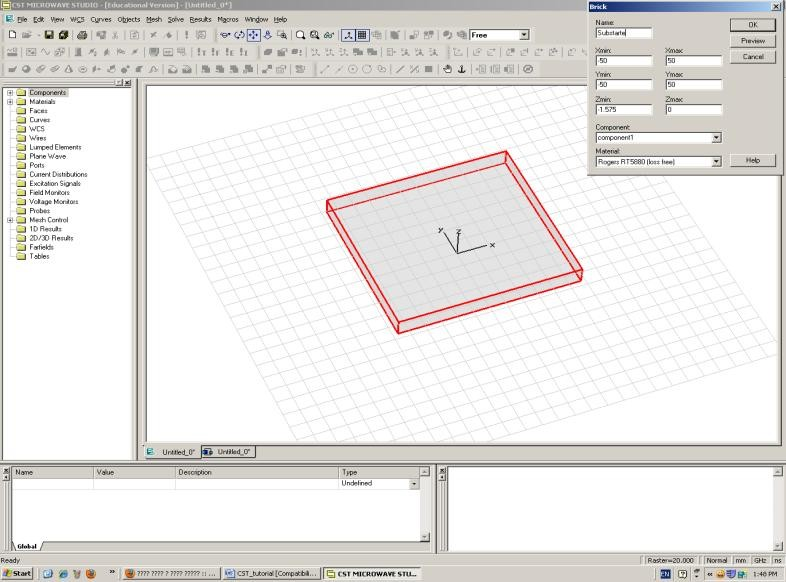 CST MICROWAVE STUDIO - [Educational Version] - [Untitled_0*]
File Edit View WCS Curves Objects Mesh Solve Results Macros Window Help
Free
Components
Materials
Faces
Curves
WCS
Wires
Lumped Elements
Plane Wave
Ports
Current Distributions
Excitation Signals
Field Monitors
Voltage Monitors
Probes
Mesh Control
1D Results
2D/3D Results
Farfields
Tables
y z x
Brick
Name:
Substarte
OK
Preview
Cancel
Xmin: Xmax:
-50 50
Ymin: Ymax:
-50 50
Zmin: Zmax:
-1.575 0
Component:
component1
Material:
Rogers RT5880 (loss free)
Help
Untitled_0* Untitled_0*
Name Value Description Type
Undefined
Global
Ready
Raster=20.000 Normal mm GHz ns
Start
???? ???? ? ???? ????? :: ...
CST_tutorial [Compatibili...
CST MICROWAVE STU...
EN
1:48 PM